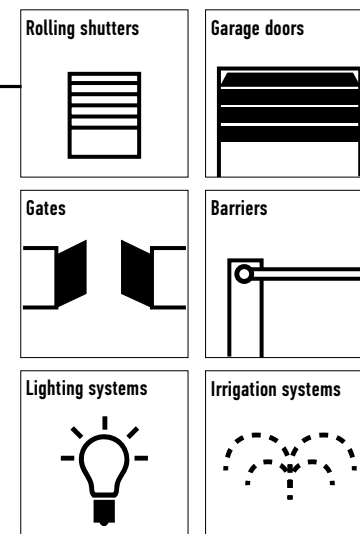 Rolling shutters
Garage doors
Gates
Barriers
Lighting systems
Irrigation systems